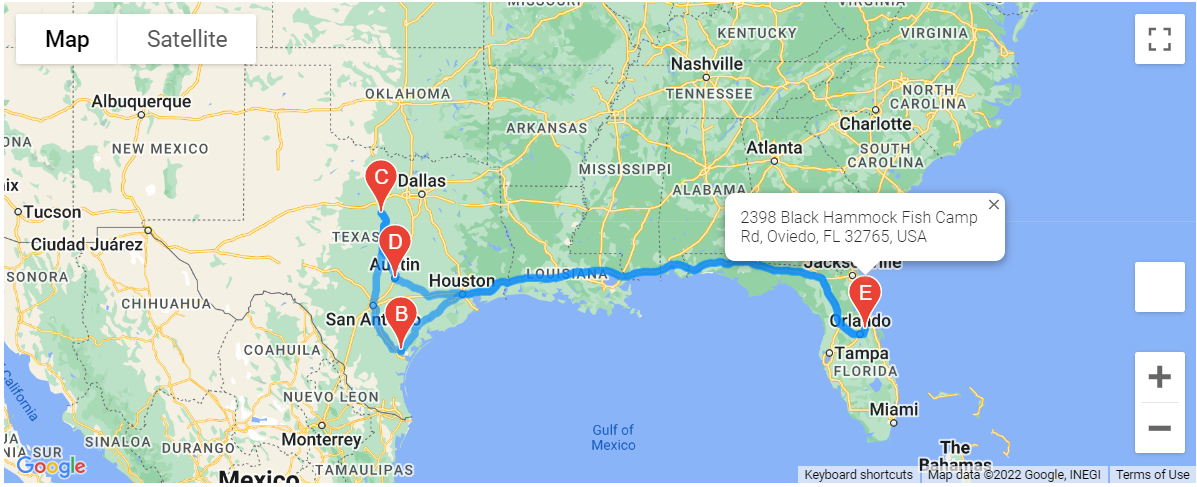 Map
Satellite
MISSOURI
KENTUCKY
VIRGINIA
Nashville
TENNESSEE
OKLAHOMA
Albuquerque
NORTH
CAROLINA
Charlotte
ARKANSAS
NEW MEXICO
Atlanta
SOUTH
CAROLINA
MISSISSIPPI
ALABAMA
C
Dallas
Tucson
2398 Black Hammock Fish Camp
Rd, Oviedo, FL 32765, USA
TEXAS
D
Ciudad Juárez
Austin
LOUISIANA
Houston
SONORA
CHIHUAHUA
E
B
Orlando
COAHUILA
Tampa
FLORIDA
NUEVO LEON
Miami
Gulf of
Mexico
Monterrey
SINALOA
DURANGO
TAMAULIPAS
The
Bahamas
California
Google
Mexico
Keyboard shortcuts
Map data ©2022 Google, INEGI
Terms of Use